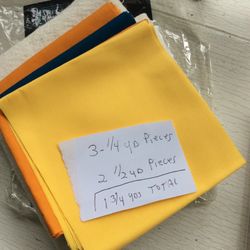 3- 1/4 yD Pieces
2 1/2 yD Pieces
1 3/4 yDS TOTAL